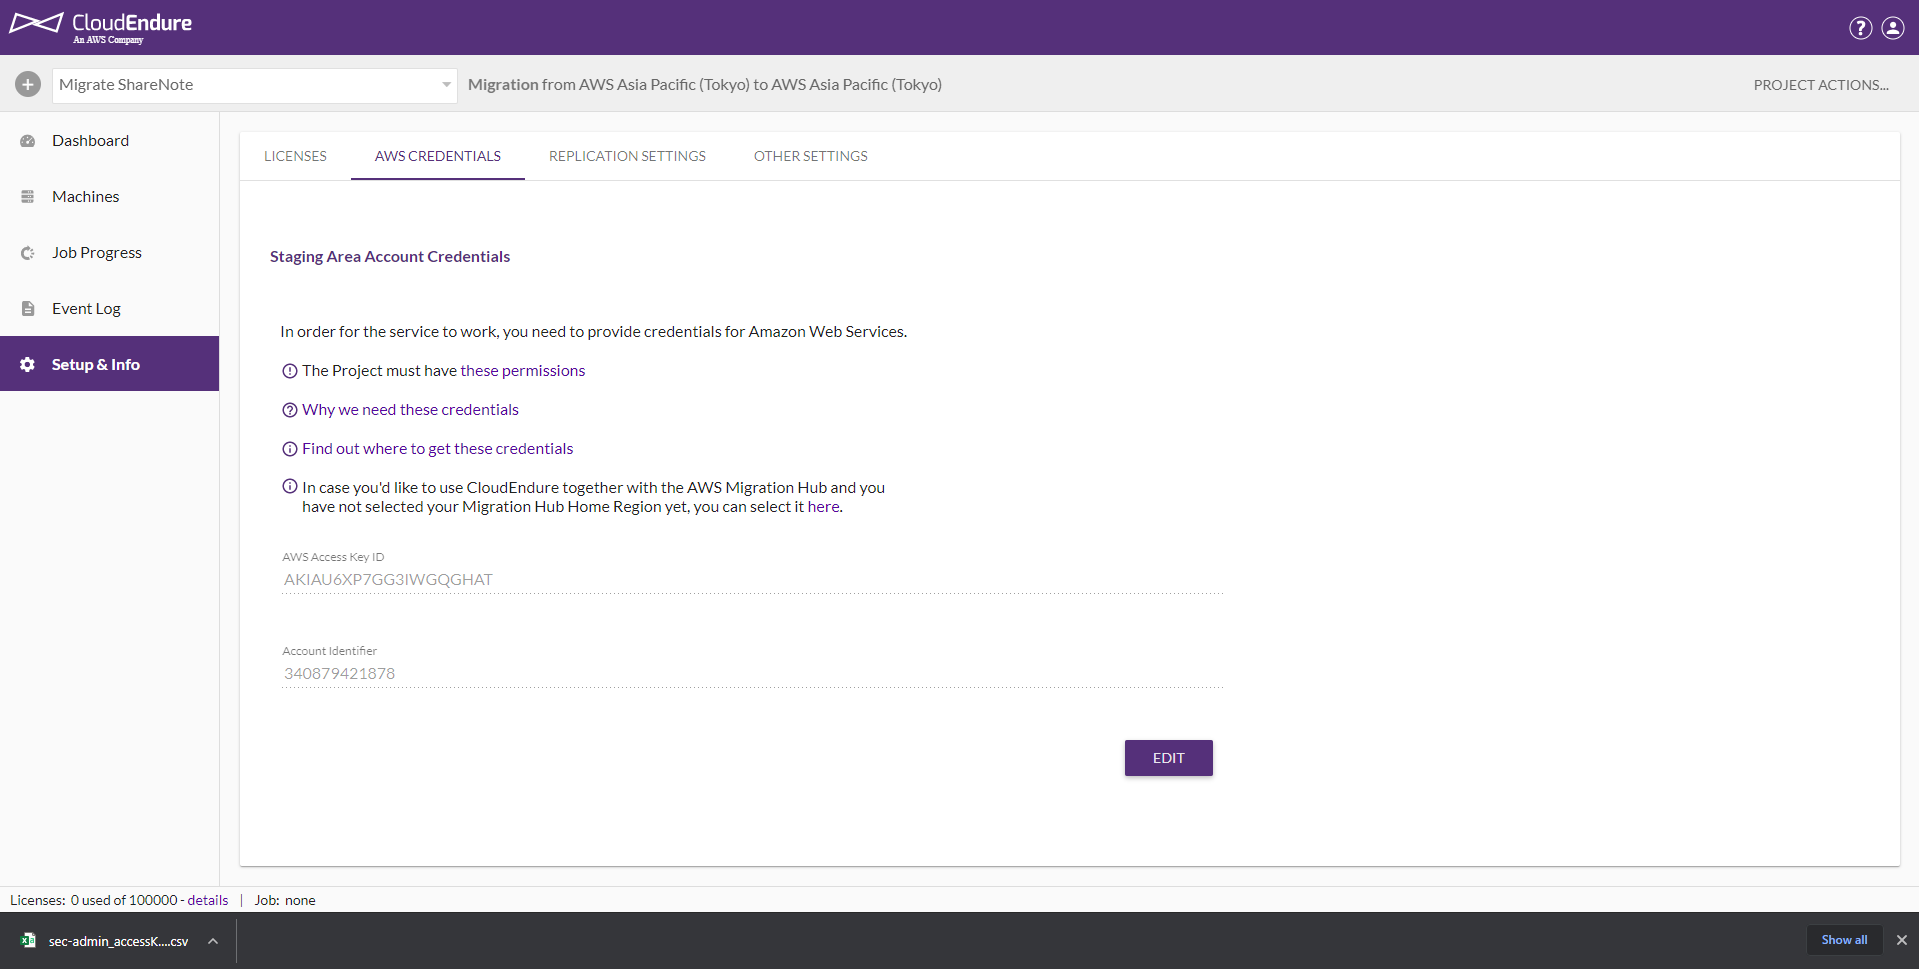 CloudEndure
An AWS Company
Migrate ShareNote
Migration from AWS Asia Pacific (Tokyo) to AWS Asia Pacific (Tokyo)
PROJECT ACTIONS...
Dashboard
Machines
Job Progress
Event Log
Setup & Info
LICENSES
AWS CREDENTIALS
REPLICATION SETTINGS
OTHER SETTINGS
Staging Area Account Credentials
In order for the service to work, you need to provide credentials for Amazon Web Services.
The Project must have these permissions
Why we need these credentials
Find out where to get these credentials
In case you'd like to use CloudEndure together with the AWS Migration Hub and you
have not selected your Migration Hub Home Region yet, you can select it here.
AWS Access Key ID
AKIAU6XP7GG3IWGQGHAT
Account Identifier
340879421878
EDIT
Licenses: 0 used of 100000 - details | Job: none
sec-admin_accessK....csv
Show all